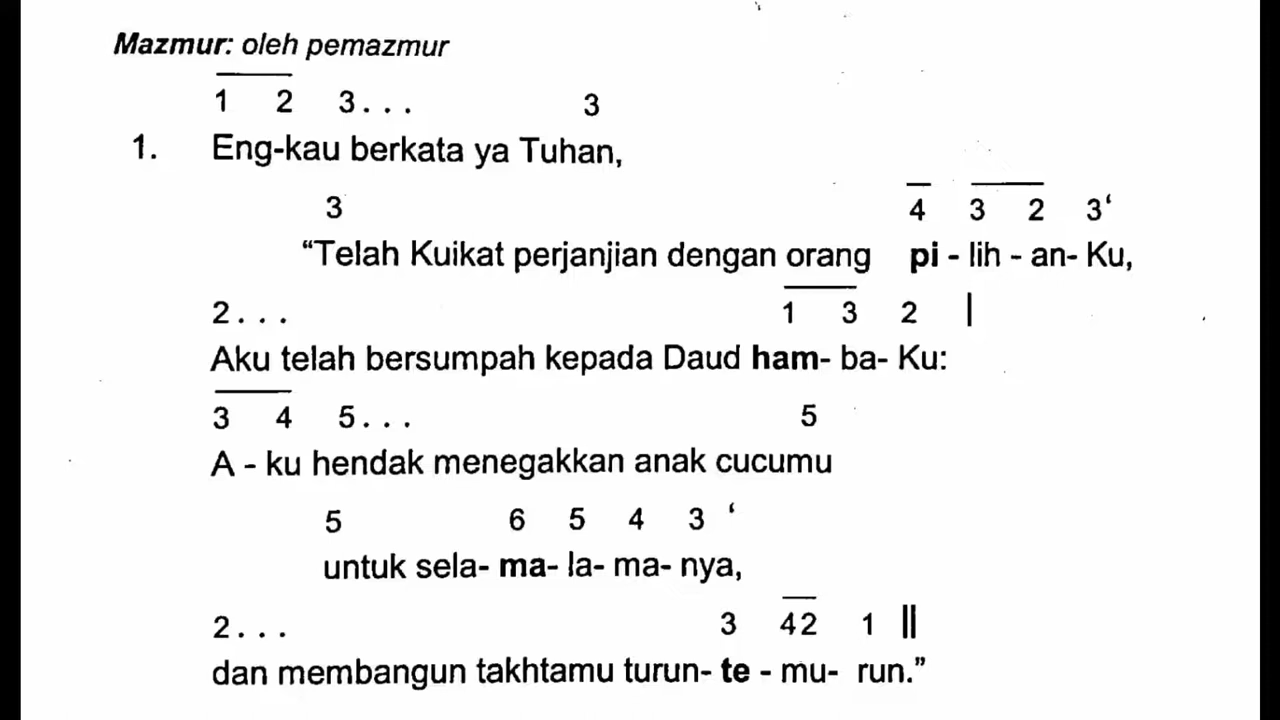 Mazmur: oleh pemazmur
1 2 3... 3
1. Eng-kau berkata ya Tuhan,
3 4 3 2 3‘
“Telah Kuikat perjanjian dengan orang pi - lih - an- Ku,
2... 1 3 2 |
Aku telah bersumpah kepada Daud ham- ba- Ku:
3 4 5... 5
A - ku hendak menegakkan anak cucumu
5 6 5 4 3 ‘
untuk sela- ma- la- ma- nya,
2... 3 42 1 ||
dan membangun takhtamu turun- te - mu- run.”